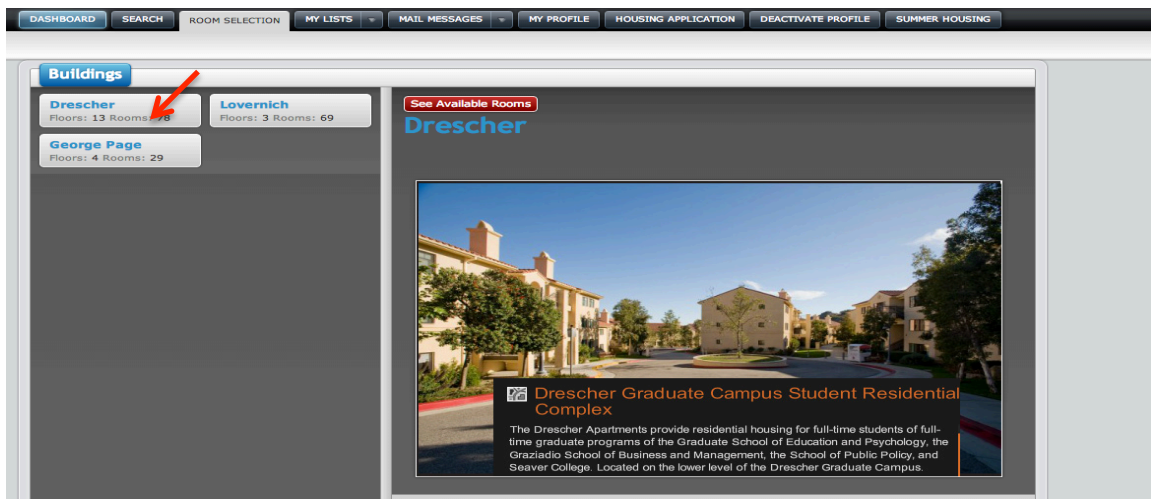 DASHBOARD SEARCH ROOM SELECTION MY LISTS MAIL MESSAGES MY PROFILE HOUSING APPLICATION DEACTIVATE PROFILE SUMMER HOUSING
Buildings
Drescher
Floors: 13 Rooms: 78
Lovernich
Floors: 3 Rooms: 69
George Page
Floors: 4 Rooms: 29
See Available Rooms
Drescher
Drescher Graduate Campus Student Residential
Complex
The Drescher Apartments provide residential housing for full-time students of full-
time graduate programs of the Graduate School of Education and Psychology, the
Graziadio School of Business and Management, the School of Public Policy, and
Seaver College. Located on the lower level of the Drescher Graduate Campus.